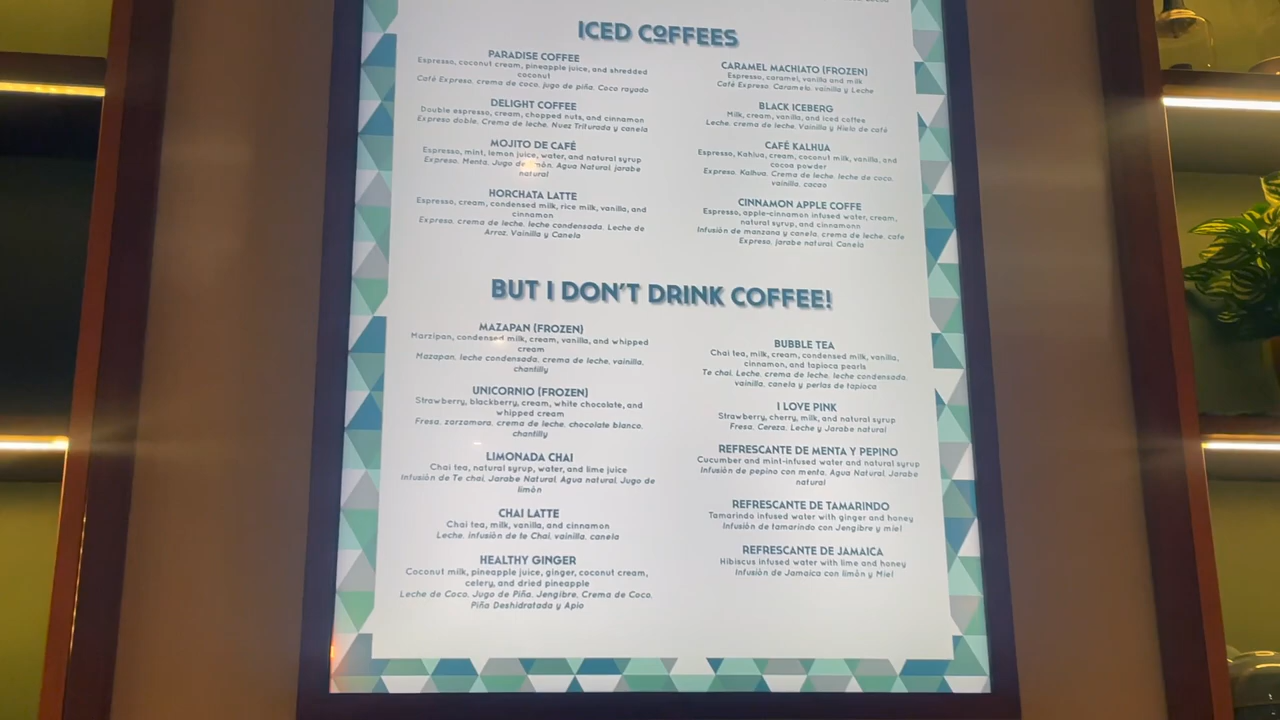 ICED COFFEES
PARADISE COFFEE
Espresso, coconut cream, pineapple juice, and shredded
coconut
Café Expreso, crema de coco, jugo de piña, Coco rayado
DELIGHT COFFEE
Double espresso, cream, chopped nuts, and cinnamon
Expreso doble, Crema de leche, Nuez Triturada y canela
MOJITO DE CAFÉ
Espresso, mint, lemon juice, water, and natural syrup
Expreso, Menta, Jugo de limòn, Agua Natural, jarabe
natural
HORCHATA LATTE
Espresso, cream, condensed milk, rice milk, vanilla, and
cinnamon
Expreso, crema de leche, leche condensada, Leche de
Arroz, Vainilla y Canela
CARAMEL MACHIATO (FROZEN)
Espresso, caramel, vanilla and milk
Café Expreso, Caramelo, vainilla y Leche
BLACK ICEBERG
Milk, cream, vanilla, and iced coffee
Leche, crema de leche, Vainilla y Hielo de café
CAFÉ KALHUA
Espresso, Kahlua, cream, coconut milk, vanilla, and
cocoa powder
Expreso, Kalhua, Crema de leche, leche de coco,
vainilla, cacao
CINNAMON APPLE COFFE
Espresso, apple-cinnamon infused water, cream,
natural syrup, and cinnamonn
Infusiòn de manzana y canela, crema de leche, cafe
Expreso, jarabe natural, Canela
BUT I DON'T DRINK COFFEE!
MAZAPAN (FROZEN)
Marzipan, condensed milk, cream, vanilla, and whipped
cream
Mazapan, leche condensada, crema de leche, vainilla,
chantilly
UNICORNIO (FROZEN)
Strawberry, blackberry, cream, white chocolate, and
whipped cream
Fresa, zarzamora, crema de leche, chocolate blanco,
chantilly
LIMONADA CHAI
Chai tea, natural syrup, water, and lime juice
Infusiòn de Te chai, Jarabe Natural, Agua natural, Jugo de
limòn
CHAI LATTE
Chai tea, milk, vanilla, and cinnamon
Leche, infusiòn de te Chai, vainilla, canela
HEALTHY GINGER
Coconut milk, pineapple juice, ginger, coconut cream,
celery, and dried pineapple
Leche de Coco, Jugo de Piña, Jengibre, Crema de Coco,
Piña Deshidratada y Apio
BUBBLE TEA
Chai tea, milk, cream, condensed milk, vanilla,
cinnamon, and tapioca pearls
Te chai, Leche, crema de leche, leche condensada,
vainilla, canela y perlas de tapioca
I LOVE PINK
Strawberry, cherry, milk, and natural syrup
Fresa, Cereza, Leche y Jarabe natural
REFRESCANTE DE MENTA Y PEPINO
Cucumber and mint-infused water and natural syrup
Infusiòn de pepino con menta, Agua Natural, Jarabe
natural
REFRESCANTE DE TAMARINDO
Tamarindo infused water with ginger and honey
Infusiòn de tamarindo con Jengibre y miel
REFRESCANTE DE JAMAICA
Hibiscus infused water with lime and honey
Infusiòn de Jamaica con limòn y Miel